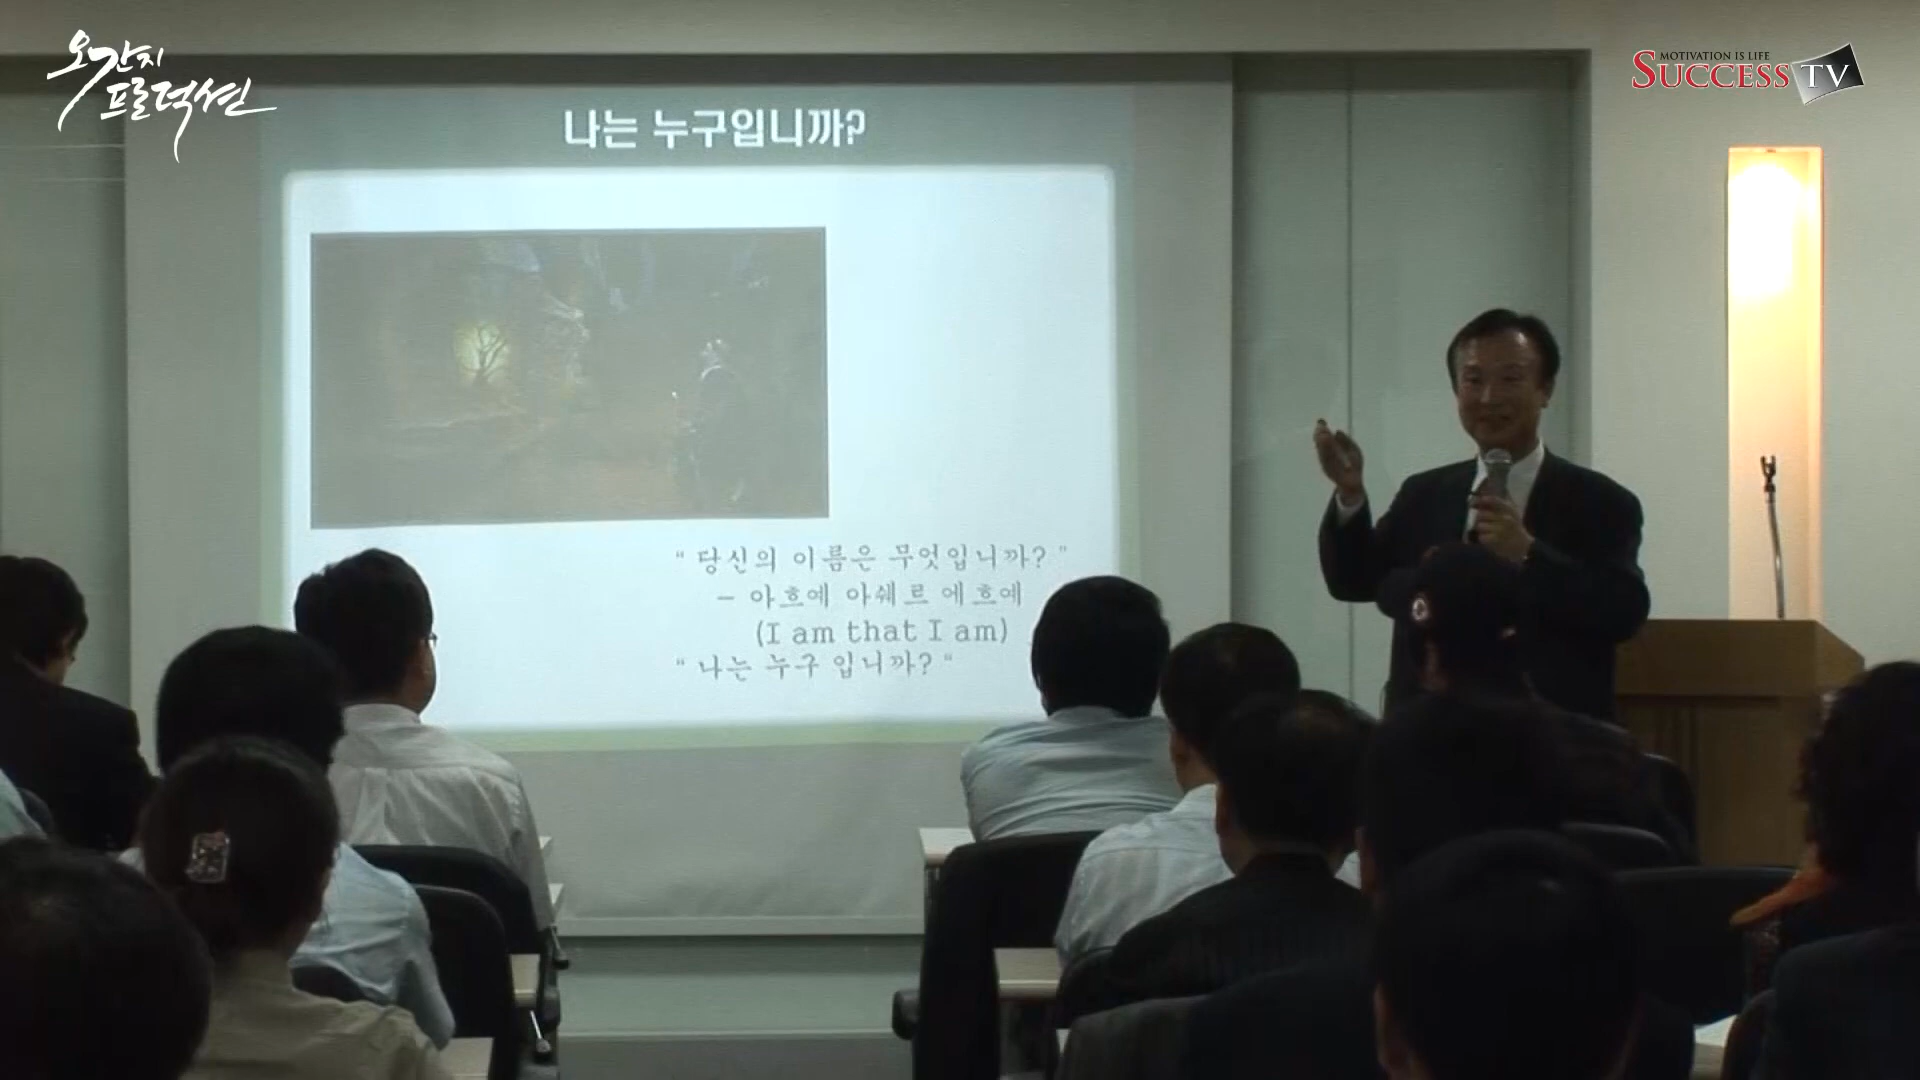 오간지
프로덕션
MOTIVATION IS LIFE
SUCCESS TV
나는 누구입니까?
“ 당신의 이름은 무엇입니까? ”
– 아흐예 아쉐르 에흐예
(I am that I am)
“ 나는 누구 입니까? “